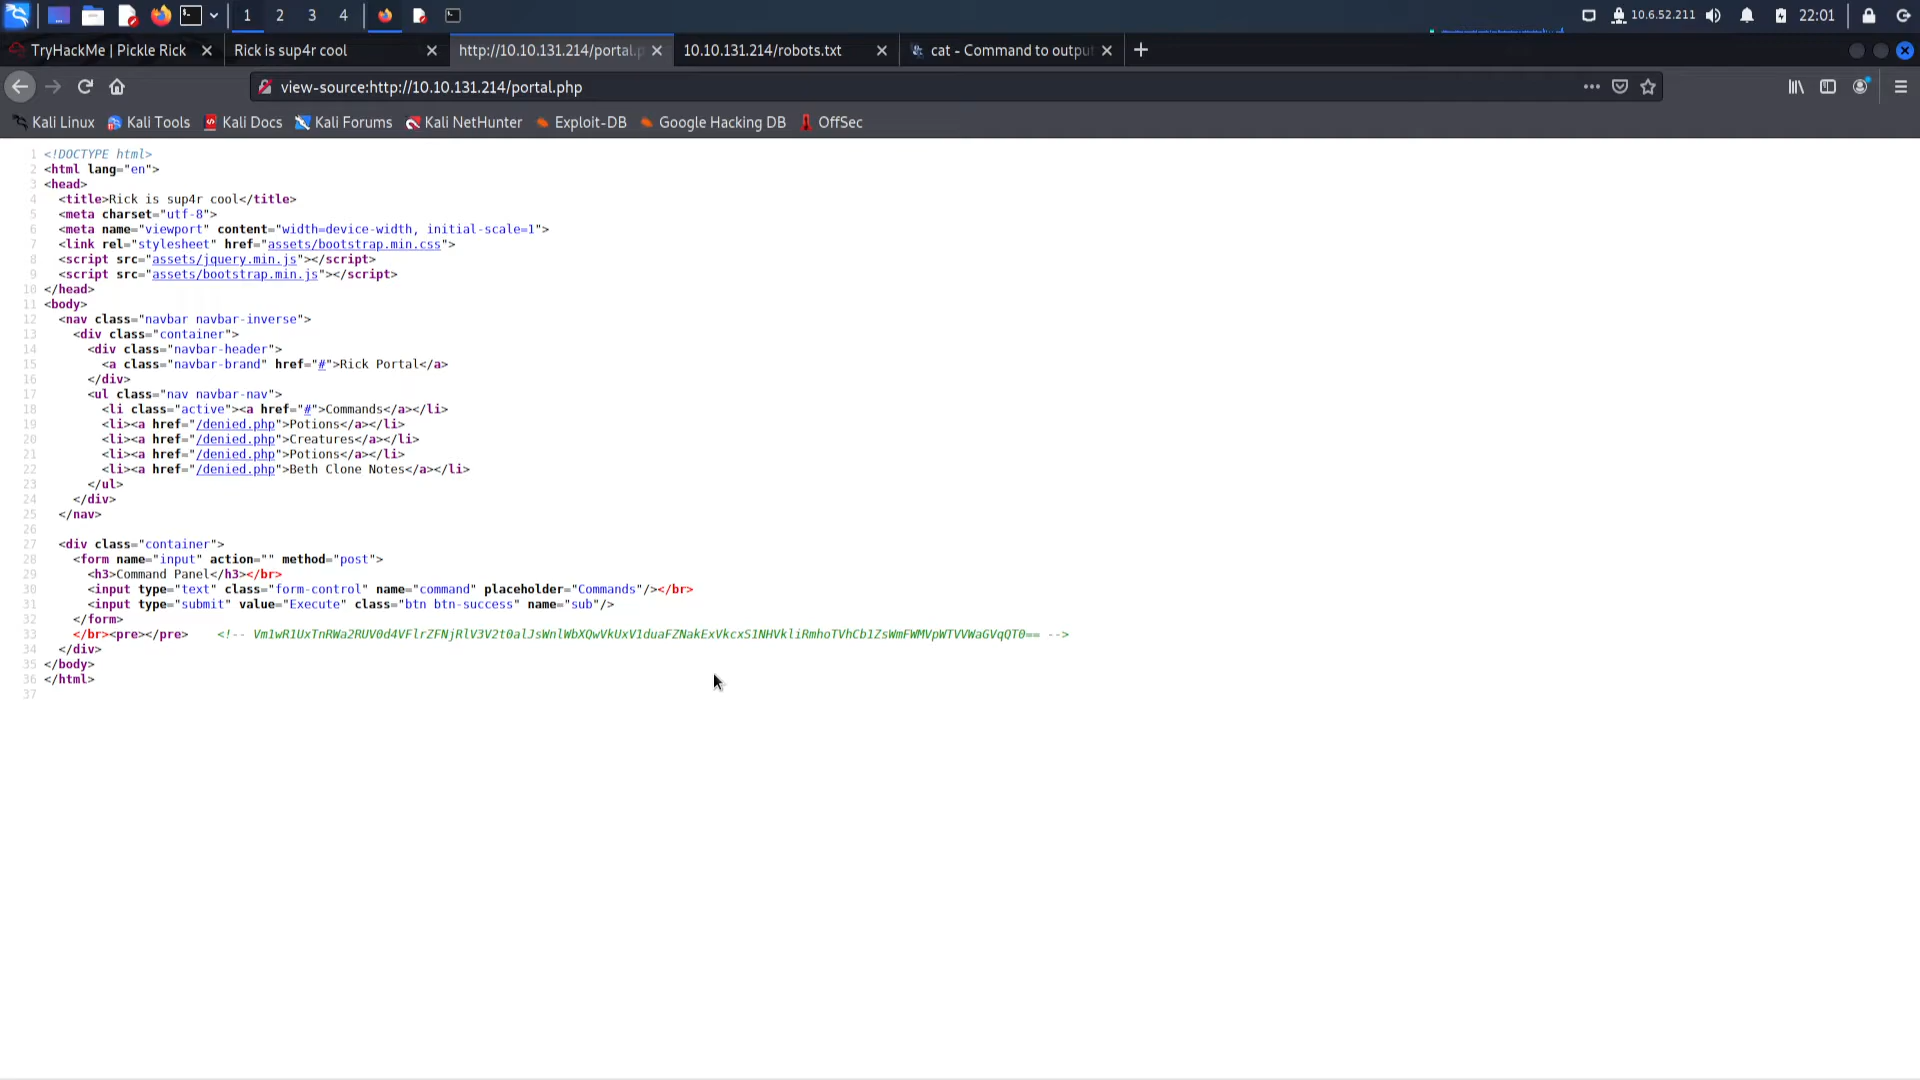 1 2 3 4 10.6.52.211 22:01
TryHackMe | Pickle Rick Rick is sup4r cool http://10.10.131.214/portal.p 10.10.131.214/robots.txt cat - Command to outpu
view-source:http://10.10.131.214/portal.php
Kali Linux Kali Tools Kali Docs Kali Forums Kali NetHunter Exploit-DB Google Hacking DB OffSec
1 <!DOCTYPE html>
2 <html lang="en">
3 <head>
4 <title>Rick is sup4r cool</title>
5 <meta charset="utf-8">
6 <meta name="viewport" content="width=device-width, initial-scale=1">
7 <link rel="stylesheet" href="assets/bootstrap.min.css">
8 <script src="assets/jquery.min.js"></script>
9 <script src="assets/bootstrap.min.js"></script>
10 </head>
11 <body>
12 <nav class="navbar navbar-inverse">
13 <div class="container">
14 <div class="navbar-header">
15 <a class="navbar-brand" href="#">Rick Portal</a>
16 </div>
17 <ul class="nav navbar-nav">
18 <li class="active"><a href="#">Commands</a></li>
19 <li><a href="/denied.php">Potions</a></li>
20 <li><a href="/denied.php">Creatures</a></li>
21 <li><a href="/denied.php">Potions</a></li>
22 <li><a href="/denied.php">Beth Clone Notes</a></li>
23 </ul>
24 </div>
25 </nav>
26
27 <div class="container">
28 <form name="input" action="" method="post">
29 <h3>Command Panel</h3></br>
30 <input type="text" class="form-control" name="command" placeholder="Commands"/></br>
31 <input type="submit" value="Execute" class="btn btn-success" name="sub"/>
32 </form>
33 </br><pre></pre> <!-- Vm1wR1UxTnRWa2RUV0d4VFlrZFNjRlV3V2t0alJsWnlWbXQwVkUxV1duaFZNakExVkcxS1NHVkliRmhoTVhCb1ZsWmFWMVpWTVVWaGVqQT0== -->
34 </div>
35 </body>
36 </html>
37